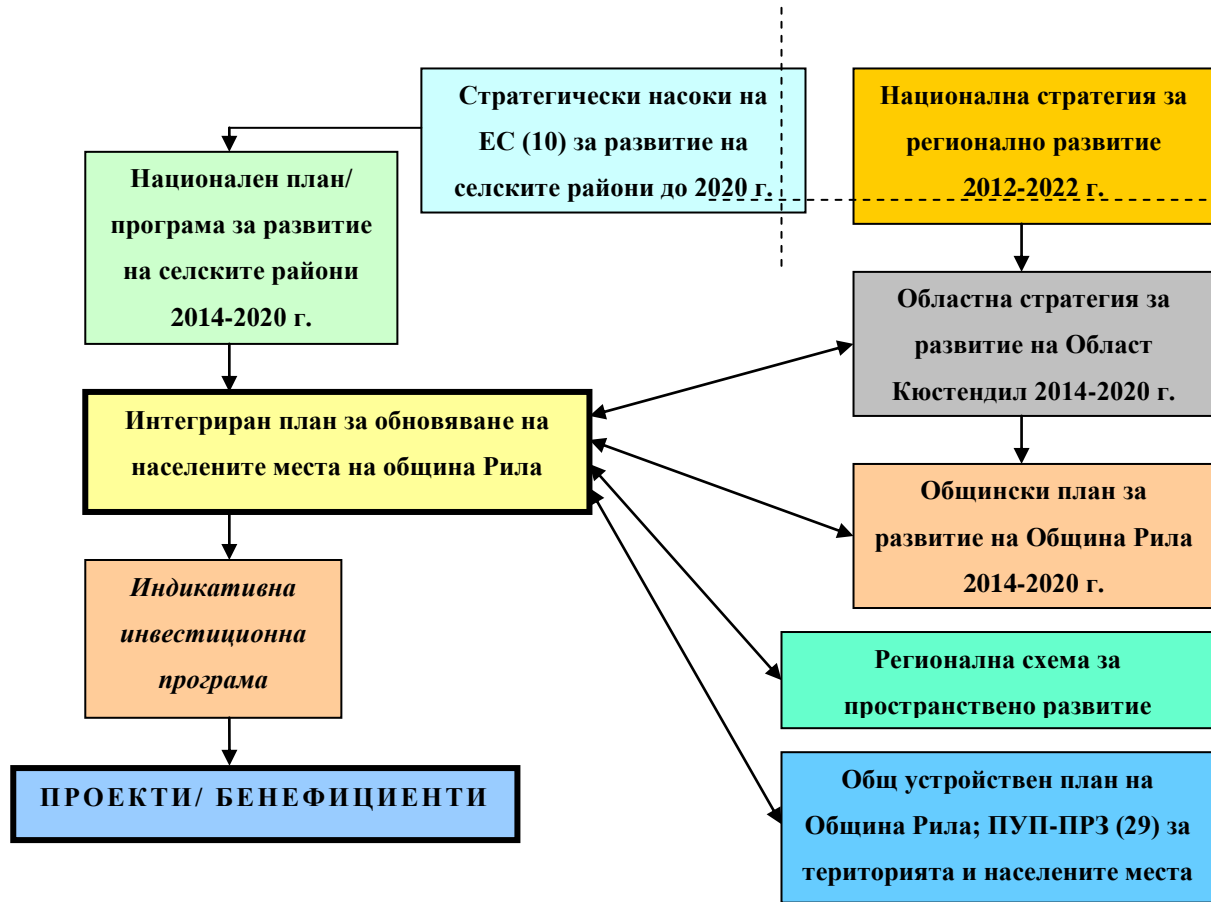 Стратегически насоки на
ЕС (10) за развитие на
селските райони до 2020 г.
Национална стратегия за
регионално развитие
2012-2022 г.
Национален план/
програма за развитие
на селските райони
2014-2020 г.
Областна стратегия за
развитие на Област
Кюстендил 2014-2020 г.
Интегриран план за обновяване на
населените места на община Рила
Общински план за
развитие на Община Рила
2014-2020 г.
Индикативна
инвестиционна
програма
Регионална схема за
пространствено развитие
ПРОЕКТИ/ БЕНЕФИЦИЕНТИ
Общ устройствен план на
Община Рила; ПУП-ПРЗ (29) за
територията и населените места